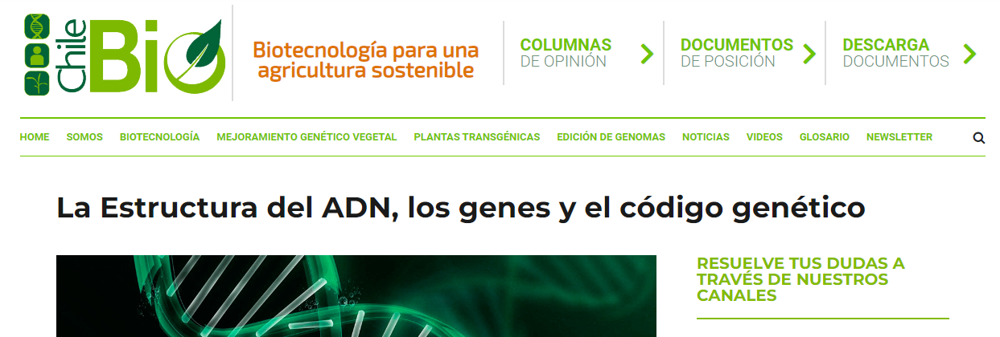 Chile
Bio
Biotecnología para una
agricultura sostenible
COLUMNAS
DE OPINIÓN
DOCUMENTOS
DE POSICIÓN
DESCARGA
DOCUMENTOS
HOME SOMOS BIOTECNOLOGÍA MEJORAMIENTO GENÉTICO VEGETAL PLANTAS TRANSGÉNICAS EDICIÓN DE GENOMAS NOTICIAS VIDEOS GLOSARIO NEWSLETTER
La Estructura del ADN, los genes y el código genético
RESUELVE TUS DUDAS A
TRAVÉS DE NUESTROS
CANALES